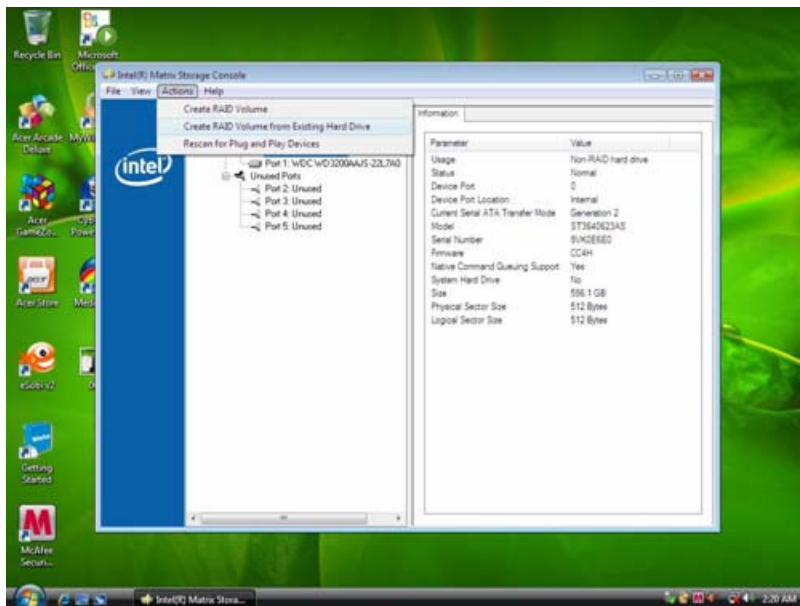 Recycle Bin
Microsoft
Office
Acer Arcade
Deluxe
Acer
GameZo...
Acer Store
eSobi v2
Getting
Started
McAfee
Securi...
Intel(R) Matrix Storage Console
File View Actions Help
Create RAID Volume
Create RAID Volume from Existing Hard Drive
Rescan for Plug and Play Devices
intel
Port 1: WDC WD3200AAJS-22L7A0
Unused Ports
Port 2: Unused
Port 3: Unused
Port 4: Unused
Port 5: Unused
Information
Parameter Value
Usage Non-RAID hard drive
Status Normal
Device Port 0
Device Port Location Internal
Current Serial ATA Transfer Mode Generation 2
Model ST3640623AS
Serial Number 9VK0E6E0
Firmware CC4H
Native Command Queuing Support Yes
System Hard Drive No
Size 596.1 GB
Physical Sector Size 512 Bytes
Logical Sector Size 512 Bytes
Intel(R) Matrix Stora...
2:20 AM